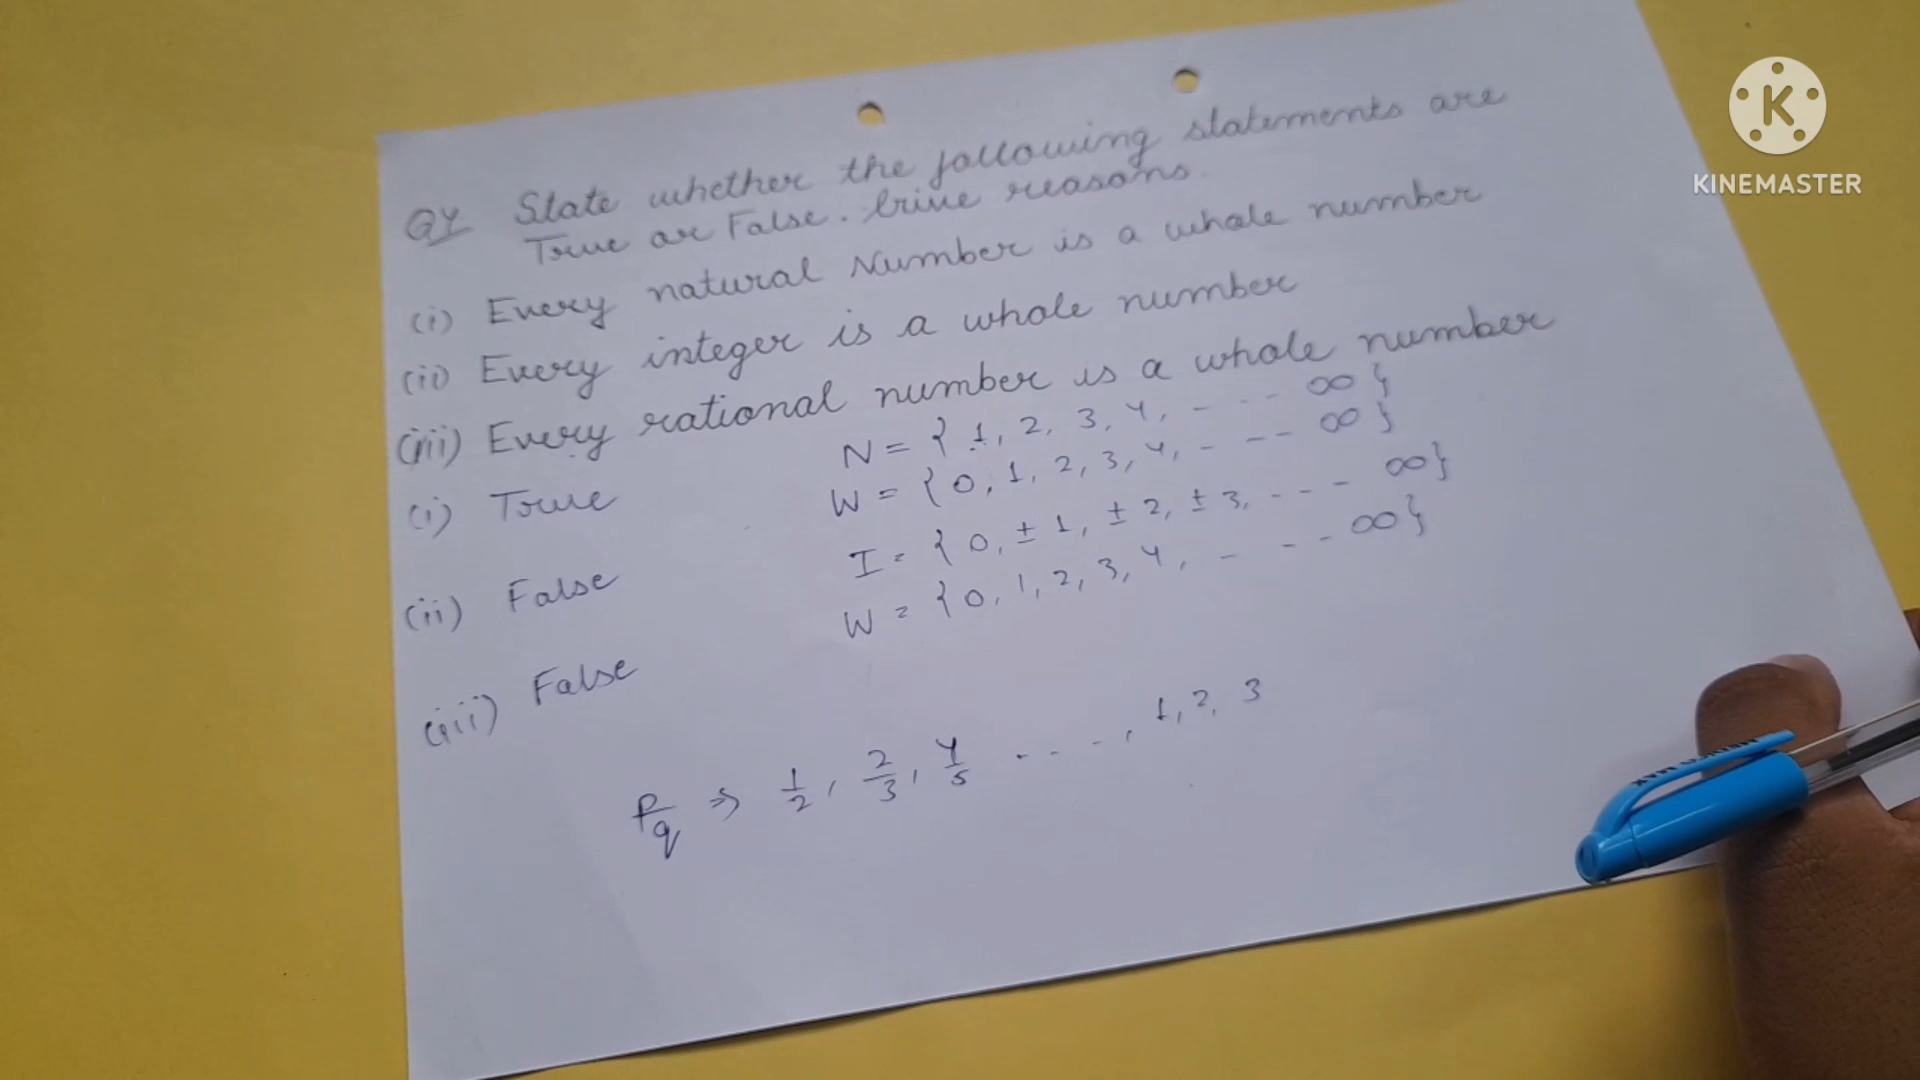 Q4 State whether the following statements are
True or False. Give reasons.
(i) Every natural Number is a whole number
(ii) Every integer is a whole number
(iii) Every rational number is a whole number
(i) True N = { 1, 2, 3, 4, - - - ∞ }
W = { 0, 1, 2, 3, 4, - - - ∞ }
(ii) False I = { 0, ± 1, ± 2, ± 3, - - - ∞ }
W = { 0, 1, 2, 3, 4, - - - ∞ }
(iii) False
p/q ⇒ 1/2, 2/3, 4/5 - - - -, 1, 2, 3
K
KINEMASTER